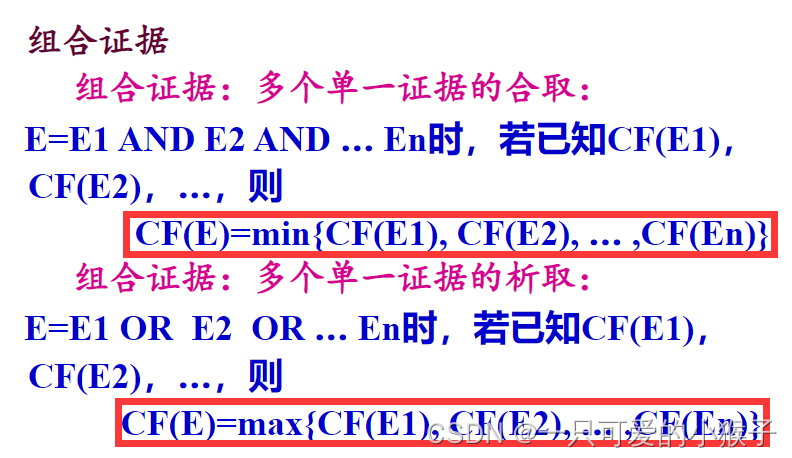 组合证据
组合证据：多个单一证据的合取：
E=E1 AND E2 AND … En时，若已知CF(E1)，
CF(E2)，…，则
CF(E)=min{CF(E1), CF(E2), … ,CF(En)}
组合证据：多个单一证据的析取：
E=E1 OR E2 OR … En时，若已知CF(E1)，
CF(E2)，…，则
CF(E)=max{CF(E1), CF(E2), … ,CF(En)}
CSDN @一只可爱的小猴子